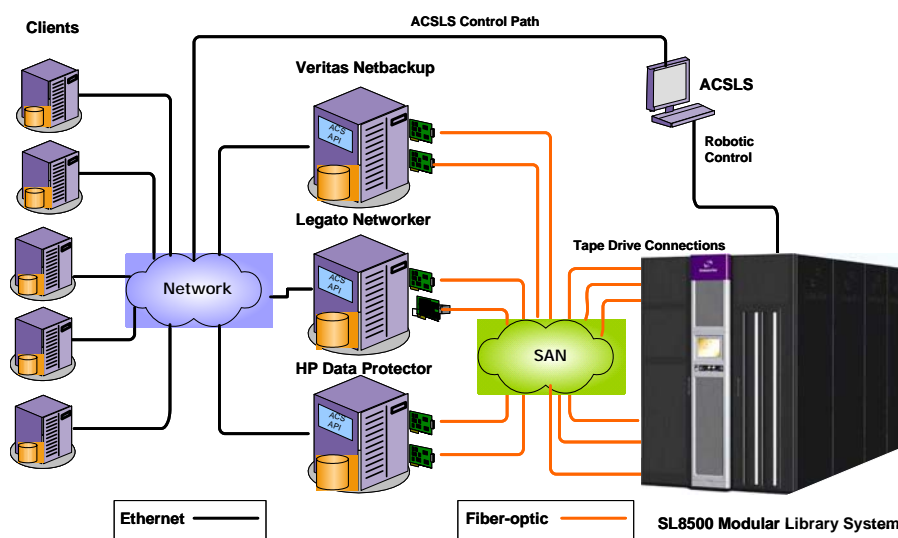 ACSLS Control Path
Clients
Veritas Netbackup
ACS
API
ACSLS
Robotic
Control
Legato Networker
ACS
API
Tape Drive Connections
Network
SAN
HP Data Protector
ACS
API
Ethernet
Fiber-optic
SL8500 Modular Library System